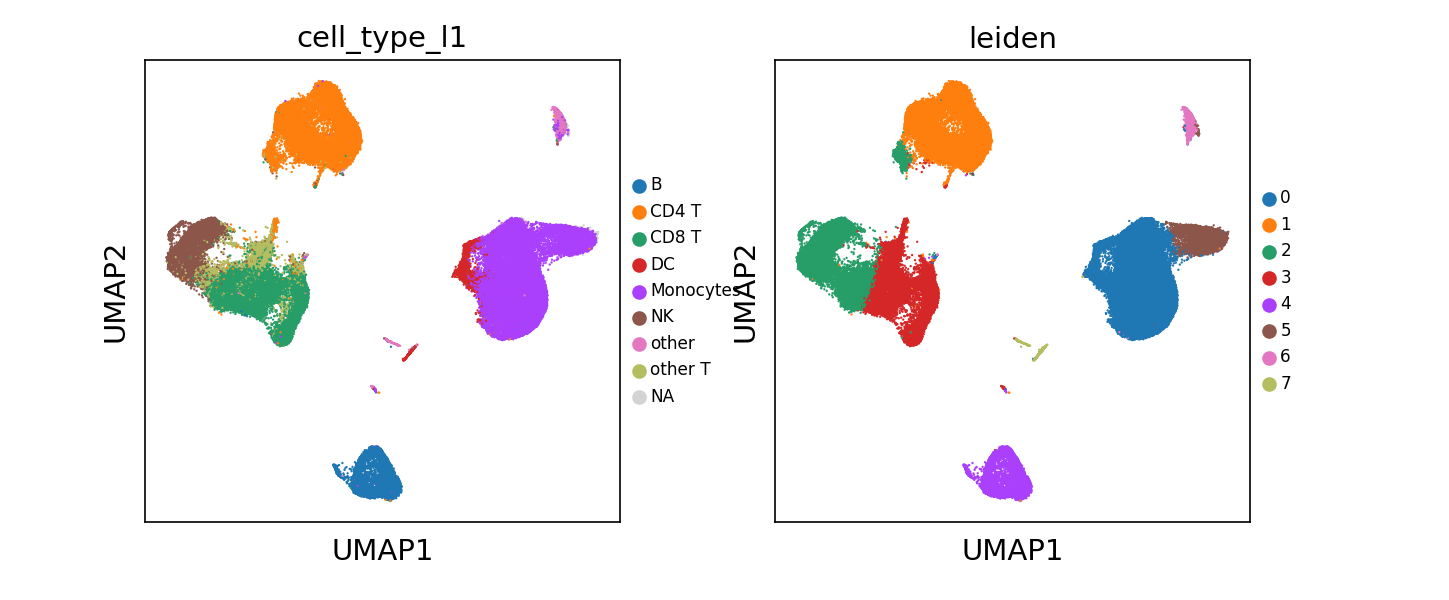 cell_type_l1
UMAP2
UMAP1
B
CD4 T
CD8 T
DC
Monocytes
NK
other
other T
NA
leiden
UMAP2
UMAP1
0
1
2
3
4
5
6
7